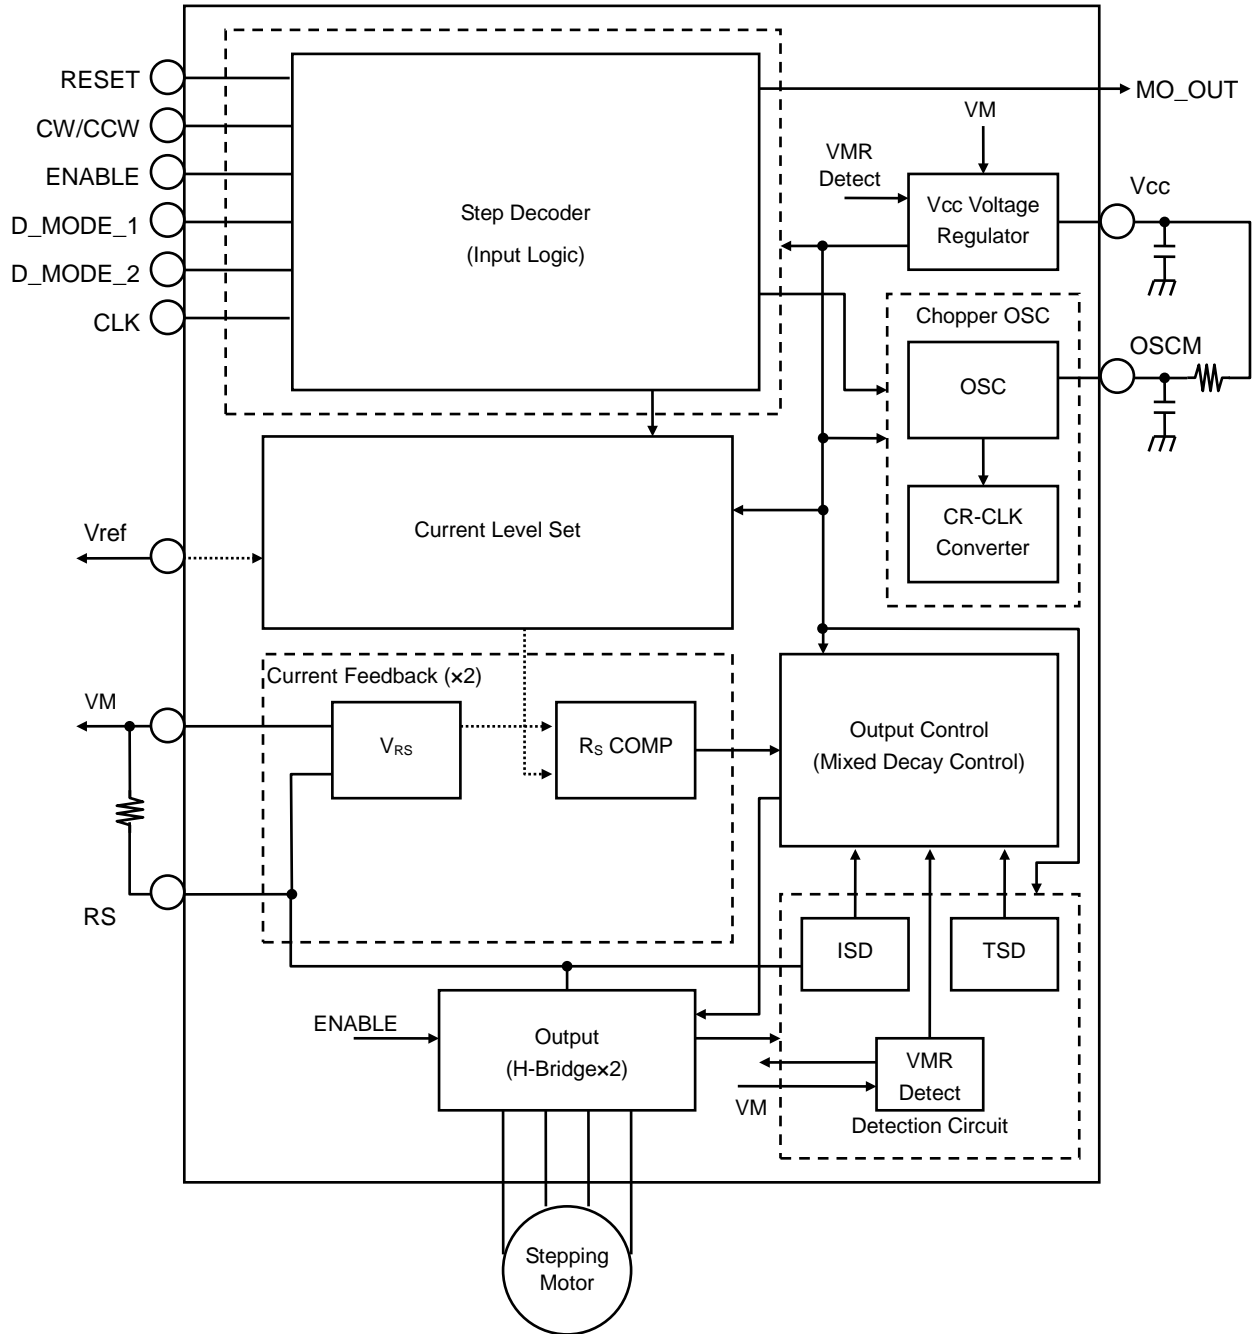 RESET
CW/CCW
ENABLE
D_MODE_1
D_MODE_2
CLK
Step Decoder
(Input Logic)
MO_OUT
VM
VMR
Detect
Vcc Voltage
Regulator
Vcc
Chopper OSC
OSC
OSCM
CR-CLK
Converter
Vref
Current Level Set
Current Feedback (×2)
VM
VRS
RS COMP
Output Control
(Mixed Decay Control)
RS
ISD
TSD
ENABLE
Output
(H-Bridge×2)
VMR
Detect
VM
Detection Circuit
Stepping
Motor